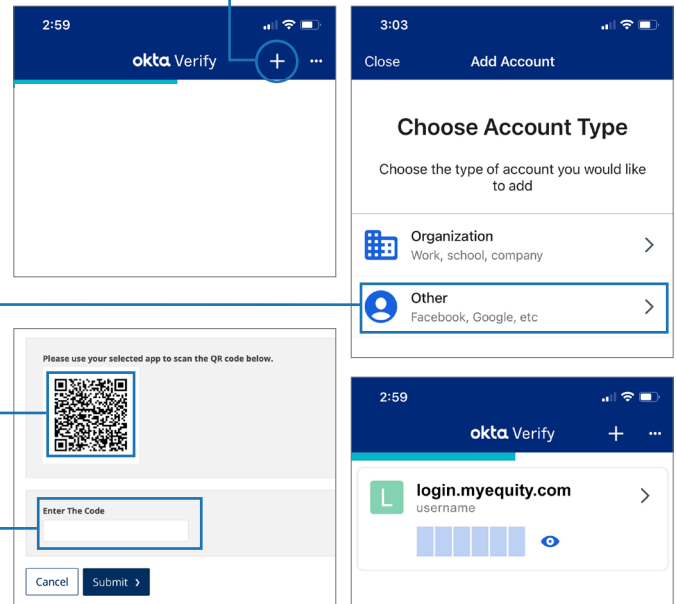 2:59
okta Verify
3:03
Close
Add Account
Choose Account Type
Choose the type of account you would like
to add
Organization
Work, school, company
Other
Facebook, Google, etc
Please use your selected app to scan the QR code below.
Enter The Code
Cancel
Submit
2:59
okta Verify
L
login.myequity.com
username